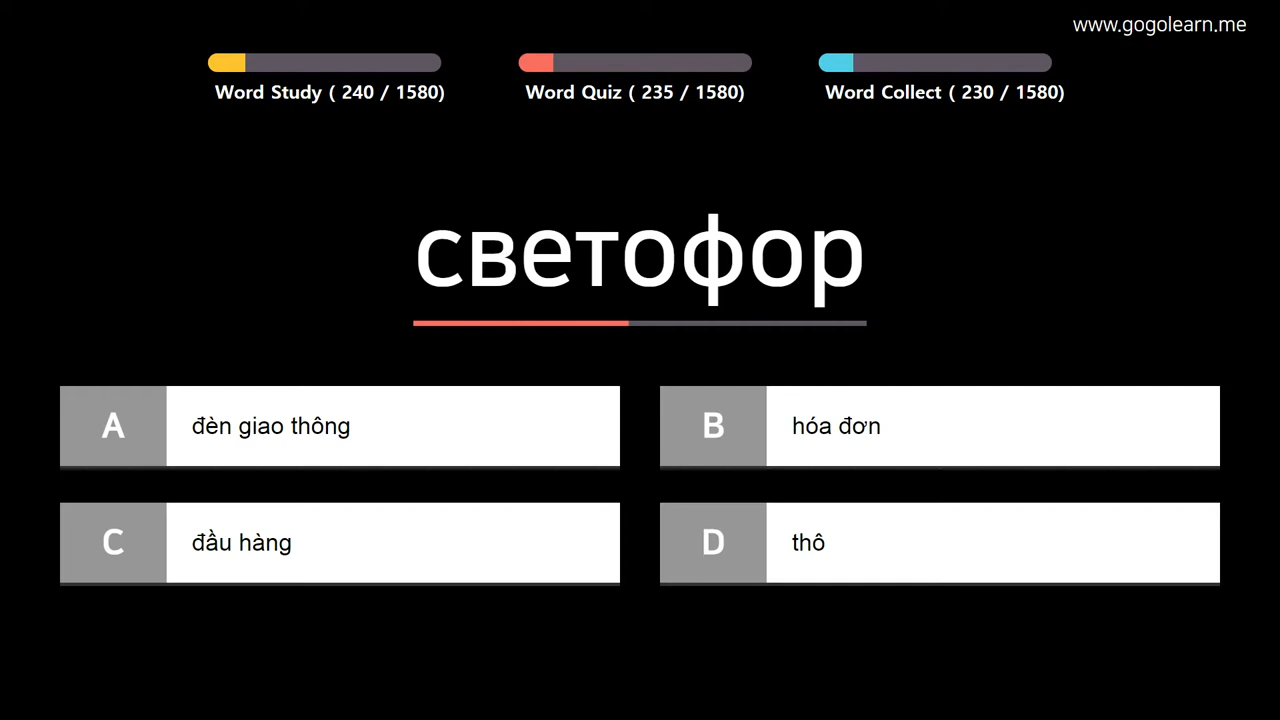 www.gogolearn.me
Word Study ( 240 / 1580)
Word Quiz ( 235 / 1580)
Word Collect ( 230 / 1580)
светофор
A đèn giao thông
B hóa đơn
C đầu hàng
D thô